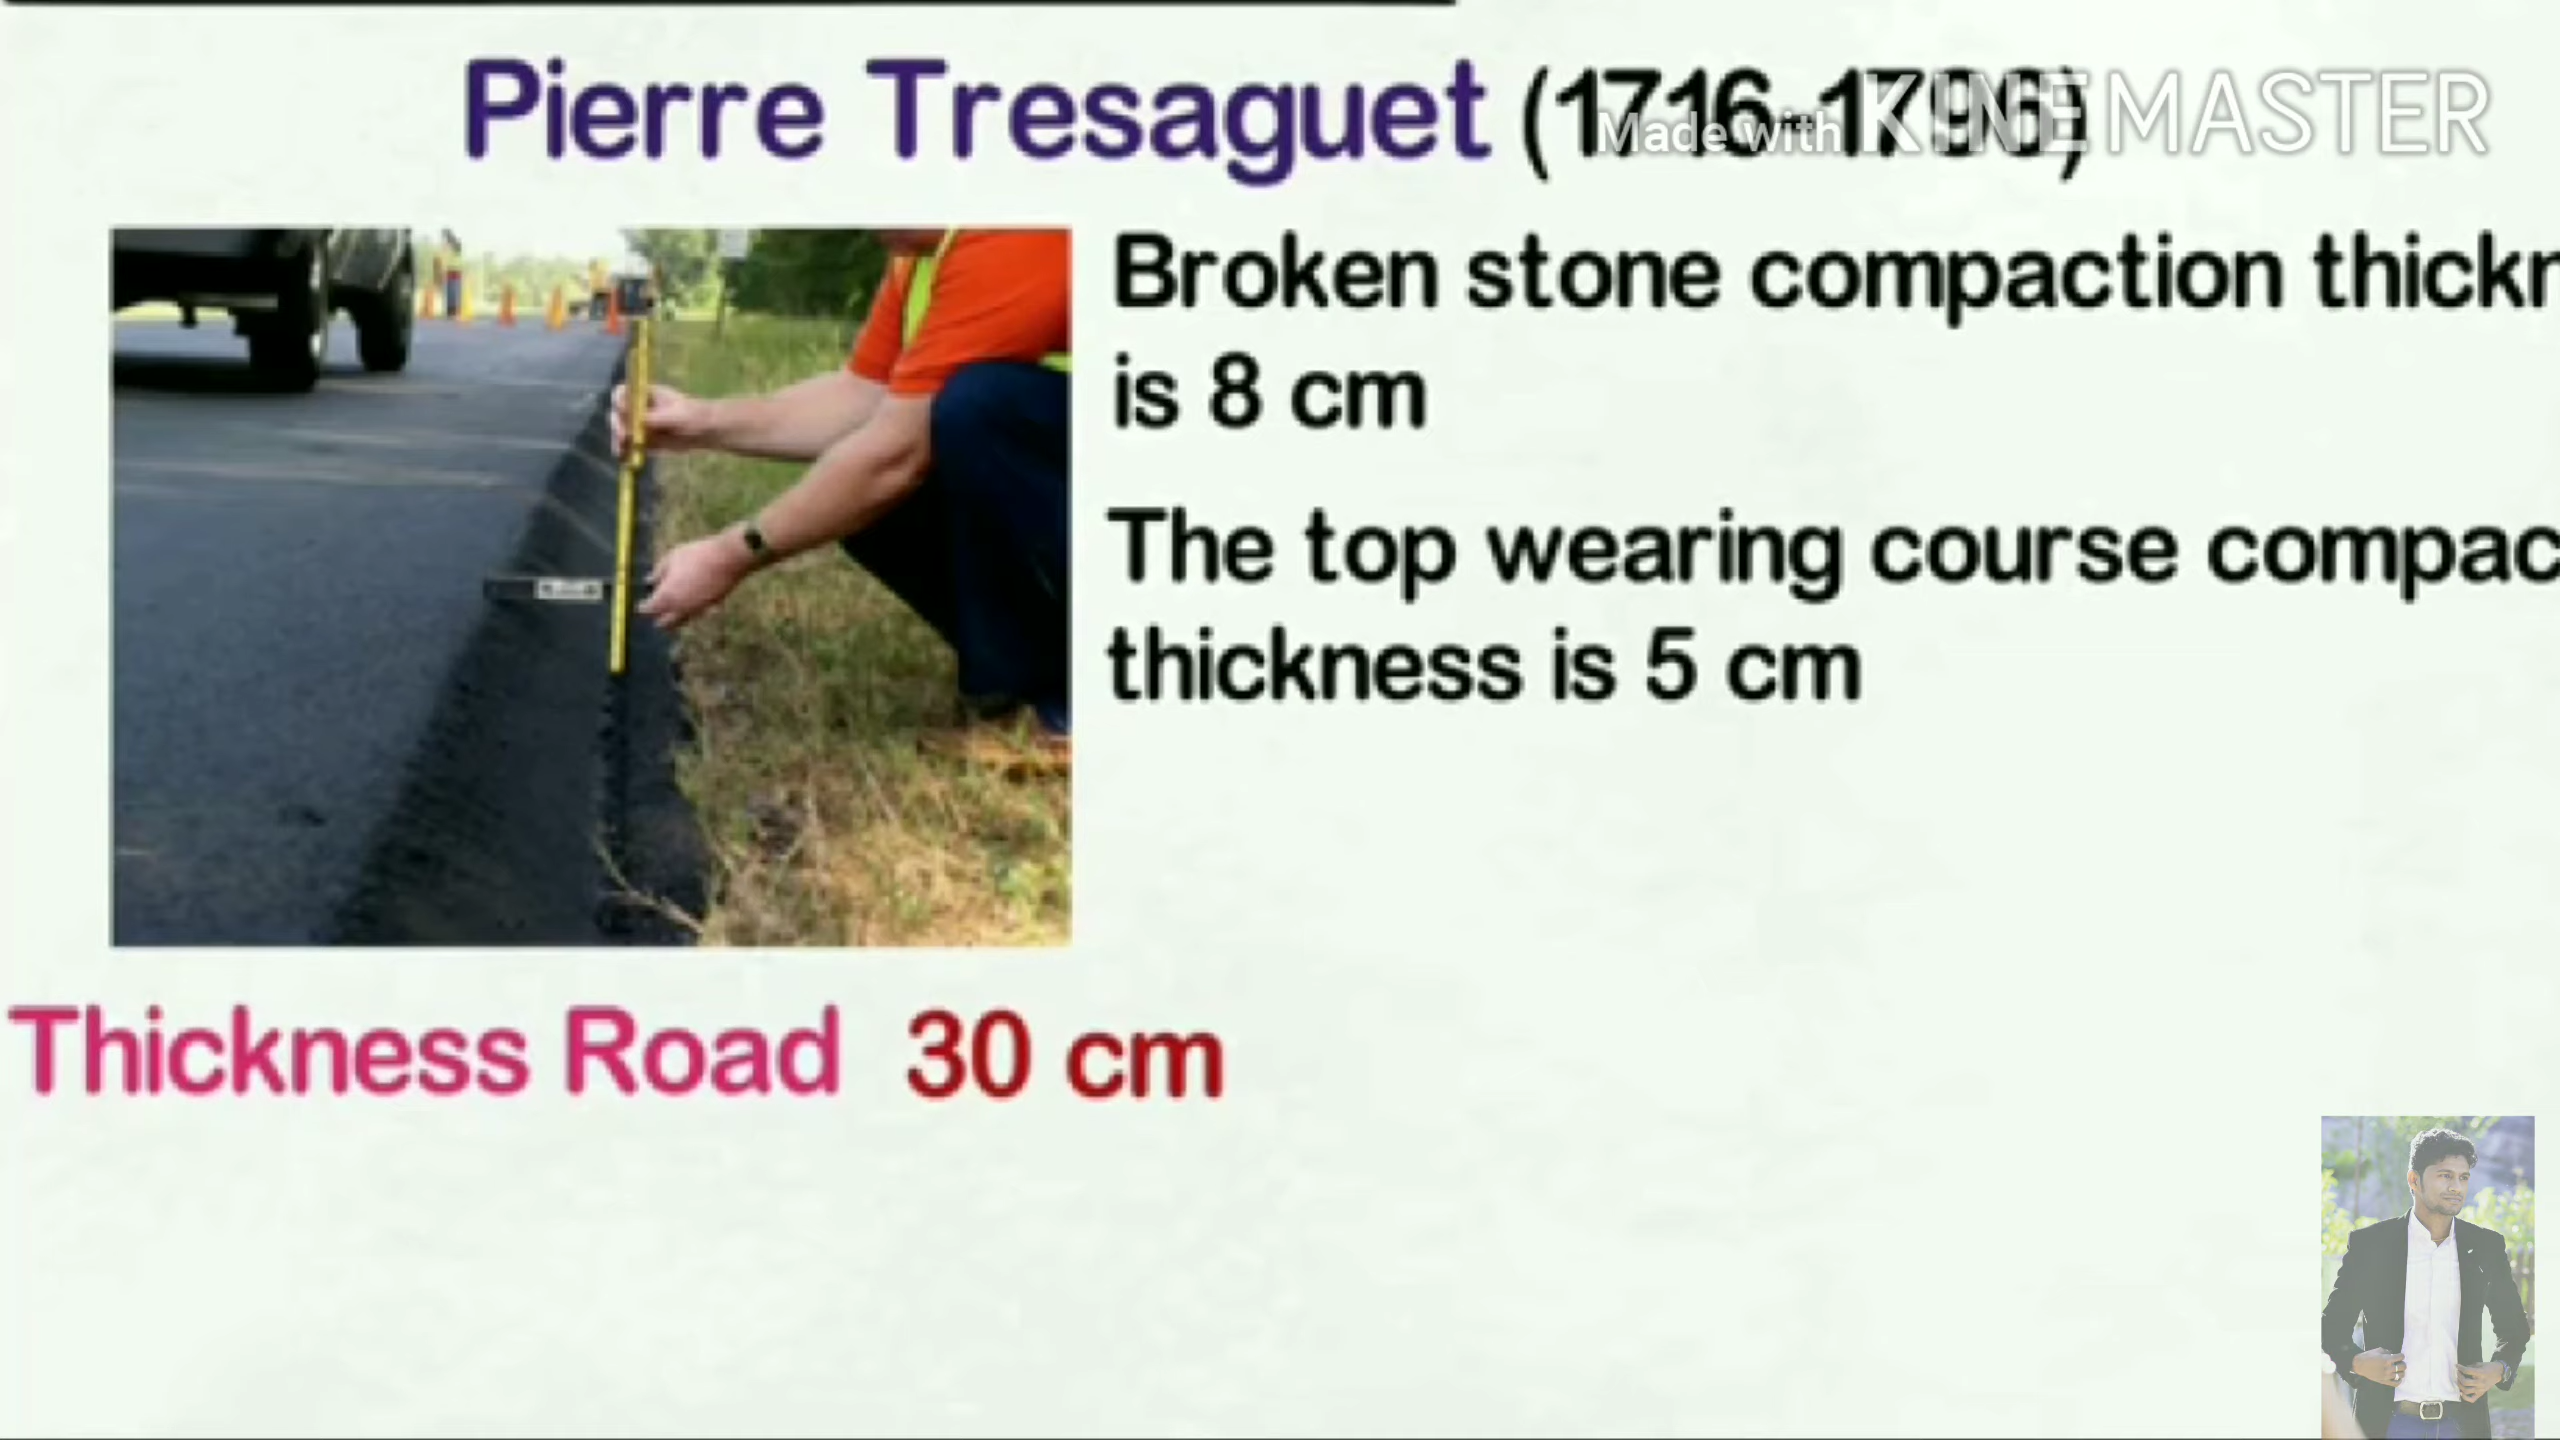 Pierre Tresaguet (1716-1796)
Made with KINEMASTER
Broken stone compaction thickn
is 8 cm
The top wearing course compac
thickness is 5 cm
Thickness Road 30 cm